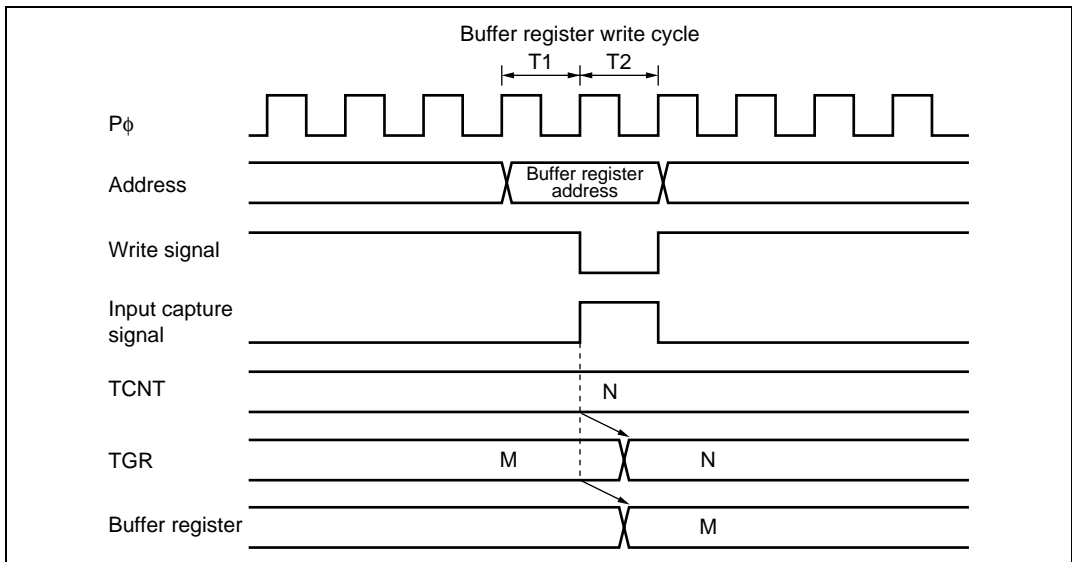 Buffer register write cycle
T1 T2
Pϕ
Address
Buffer register
address
Write signal
Input capture
signal
TCNT
N
TGR
M N
Buffer register
M